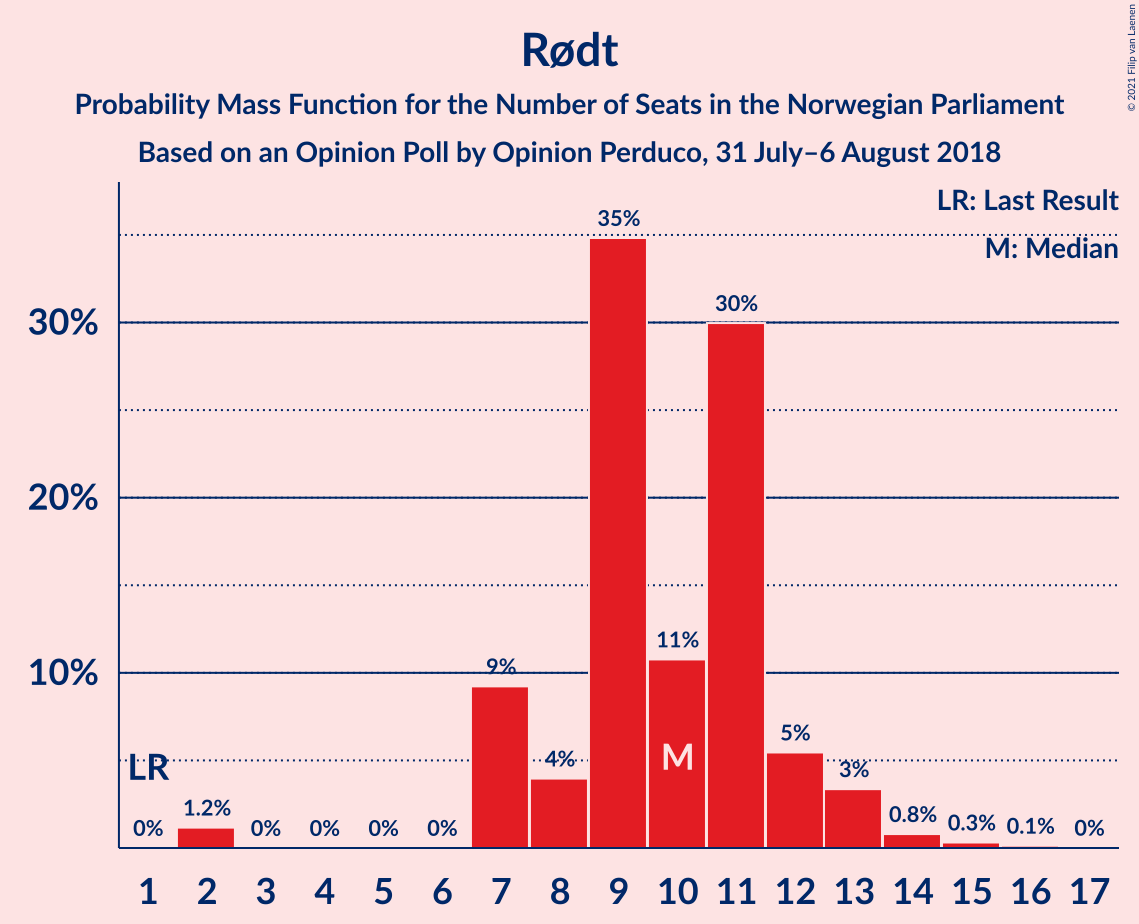 Rødt
Probability Mass Function for the Number of Seats in the Norwegian Parliament
Based on an Opinion Poll by Opinion Perduco, 31 July–6 August 2018
© 2021 Filip van Laenen
LR: Last Result
M: Median
30%
20%
10%
LR
M
0%
1.2%
0%
0%
0%
0%
9%
4%
35%
11%
30%
5%
3%
0.8%
0.3%
0.1%
0%
1 2 3 4 5 6 7 8 9 10 11 12 13 14 15 16 17